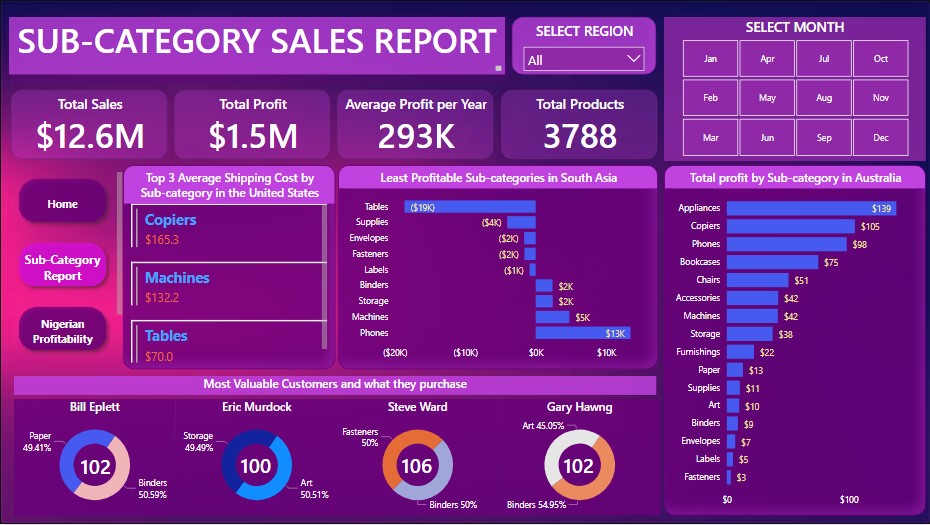 SUB-CATEGORY SALES REPORT
SELECT REGION
All
SELECT MONTH
Jan Apr Jul Oct
Feb May Aug Nov
Mar Jun Sep Dec
Total Sales
$12.6M
Total Profit
$1.5M
Average Profit per Year
293K
Total Products
3788
Home
Sub-Category
Report
Nigerian
Profitability
Top 3 Average Shipping Cost by
Sub-category in the United States
Copiers
$165.3
Machines
$132.2
Tables
$70.0
Least Profitable Sub-categories in South Asia
Tables ($19K)
Supplies ($4K)
Envelopes ($2K)
Fasteners ($2K)
Labels ($1K)
Binders $2K
Storage $2K
Machines $5K
Phones $13K
($20K) ($10K) $0K $10K
Total profit by Sub-category in Australia
Appliances $139
Copiers $105
Phones $98
Bookcases $75
Chairs $51
Accessories $42
Machines $42
Storage $38
Furnishings $22
Paper $13
Supplies $11
Art $10
Binders $9
Envelopes $7
Labels $5
Fasteners $3
$0 $100
Most Valuable Customers and what they purchase
Bill Eplett
Paper
49.41%
102
Binders
50.59%
Eric Murdock
Storage
49.49%
100
Art
50.51%
Steve Ward
Fasteners
50%
106
Binders 50%
Gary Hawng
Art 45.05%
102
Binders 54.95%